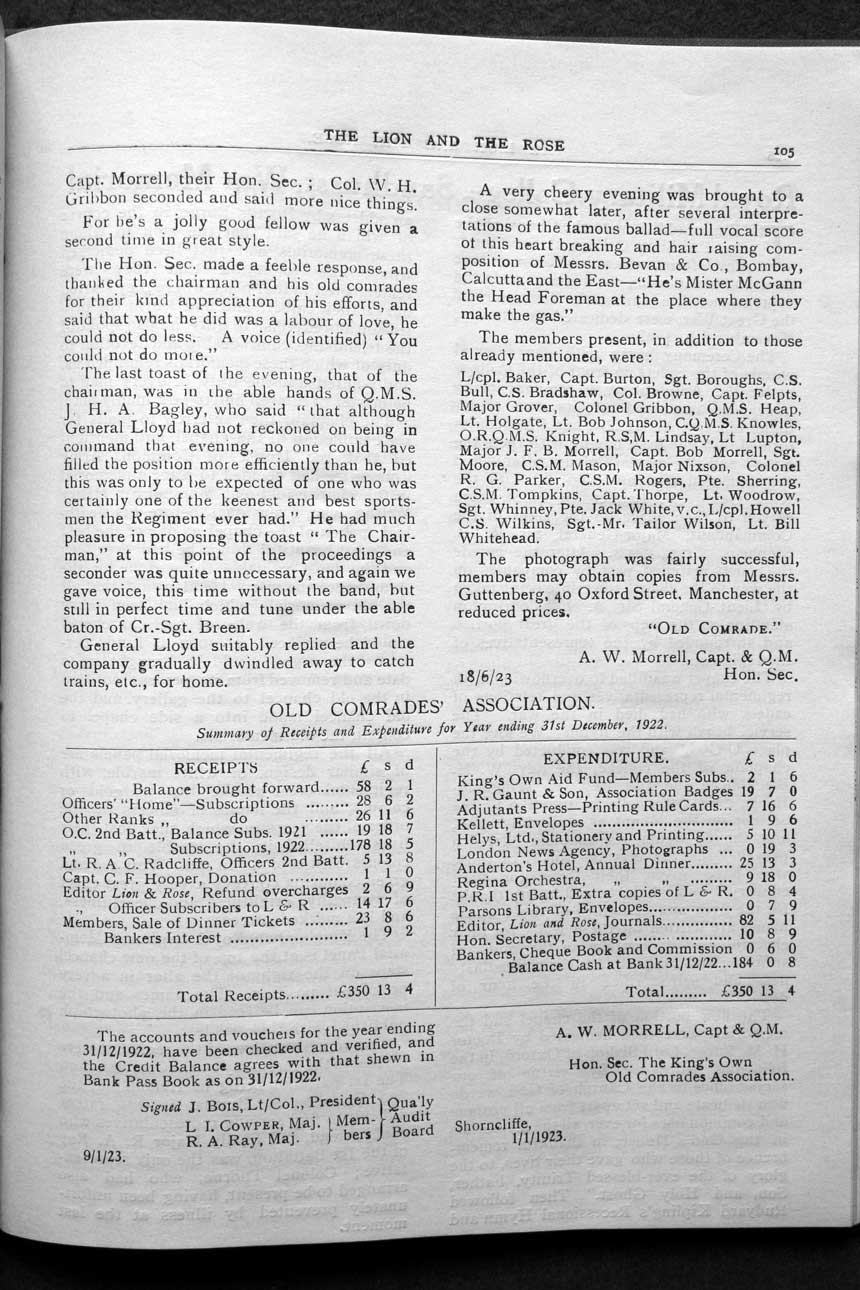 THE LION AND THE ROSE 105
Capt. Morrell, their Hon. Sec. ; Col. W. H.
Gribbon seconded and said more nice things.
For he's a jolly good fellow was given a
second time in great style.
The Hon. Sec. made a feeble response, and
thanked the chairman and his old comrades
for their kind appreciation of his efforts, and
said that what he did was a labour of love, he
could not do less. A voice (identified) “ You
could not do more.”
The last toast of the evening, that of the
chairman, was in the able hands of Q.M.S.
J. H. A. Bagley, who said “ that although
General Lloyd had not reckoned on being in
command that evening, no one could have
filled the position more efficiently than he, but
this was only to be expected of one who was
certainly one of the keenest and best sports-
men the Regiment ever had.” He had much
pleasure in proposing the toast “ The Chair-
man,” at this point of the proceedings a
seconder was quite unnecessary, and again we
gave voice, this time without the band, but
still in perfect time and tune under the able
baton of Cr.-Sgt. Breen.
General Lloyd suitably replied and the
company gradually dwindled away to catch
trains, etc., for home.
A very cheery evening was brought to a
close somewhat later, after several interpre-
tations of the famous ballad—full vocal score
of this heart breaking and hair raising com-
position of Messrs. Bevan & Co., Bombay,
Calcutta and the East—“He's Mister McGann
the Head Foreman at the place where they
make the gas.”
The members present, in addition to those
already mentioned, were :
L/cpl. Baker, Capt. Burton, Sgt. Boroughs, C.S.
Bull, C.S. Bradshaw, Col. Browne, Capt. Felpts,
Major Grover, Colonel Gribbon, Q.M.S. Heap,
Lt. Holgate, Lt. Bob Johnson, C.Q.M.S. Knowles,
O.R.Q.M.S. Knight, R.S,M. Lindsay, Lt Lupton,
Major J. F. B. Morrell, Capt. Bob Morrell, Sgt.
Moore, C.S.M. Mason, Major Nixson, Colonel
R. G. Parker, C.S.M. Rogers, Pte. Sherring,
C.S.M. Tompkins, Capt. Thorpe, Lt. Woodrow,
Sgt. Whinney, Pte. Jack White, v.c., L/cpl. Howell
C.S. Wilkins, Sgt.-Mr. Tailor Wilson, Lt. Bill
Whitehead.
The photograph was fairly successful,
members may obtain copies from Messrs.
Guttenberg, 40 Oxford Street, Manchester, at
reduced prices.
“OLD COMRADE.”
A. W. Morrell, Capt. & Q.M.
18/6/23 Hon. Sec.
OLD COMRADES' ASSOCIATION.
Summary of Receipts and Expenditure for Year ending 31st December, 1922.
RECEIPTS £ s d
Balance brought forward...... 58 2 1
Officers' “Home”—Subscriptions ......... 28 6 2
Other Ranks ,, do ......... 26 11 6
O.C. 2nd Batt., Balance Subs. 1921 ...... 19 18 7
,, ,, Subscriptions, 1922.........178 18 5
Lt. R. A. C. Radcliffe, Officers 2nd Batt. 5 13 8
Capt. C. F. Hooper, Donation ............ 1 1 0
Editor Lion & Rose, Refund overcharges 2 6 9
,, Officer Subscribers to L & R ...... 14 17 6
Members, Sale of Dinner Tickets ......... 23 8 6
Bankers Interest ........................ 1 9 2
Total Receipts.......... £350 13 4
EXPENDITURE. £ s d
King's Own Aid Fund—Members Subs.. 2 1 6
J. R. Gaunt & Son, Association Badges 19 7 0
Adjutants Press—Printing Rule Cards... 7 16 6
Kellett, Envelopes ............................ 1 9 6
Helys, Ltd., Stationery and Printing...... 5 10 11
London News Agency, Photographs ... 0 19 3
Anderton's Hotel, Annual Dinner......... 25 13 3
Regina Orchestra, ,, ,, ......... 9 18 0
P.R.I 1st Batt., Extra copies of L & R. 0 8 4
Parsons Library, Envelopes.................. 0 7 9
Editor, Lion and Rose, Journals.............. 82 5 11
Hon. Secretary, Postage ..................... 10 8 9
Bankers, Cheque Book and Commission 0 6 0
Balance Cash at Bank 31/12/22...184 0 8
Total......... £350 13 4
The accounts and vouchers for the year ending
31/12/1922, have been checked and verified, and
the Credit Balance agrees with that shewn in
Bank Pass Book as on 31/12/1922.
Signed J. BOIS, Lt/Col., President Qua'ly
L I. COWPER, Maj. Mem- Audit
R. A. RAY, Maj. bers Board
9/1/23.
A. W. MORRELL, Capt & Q.M.
Hon. Sec. The King's Own
Old Comrades Association.
Shorncliffe,
1/1/1923.